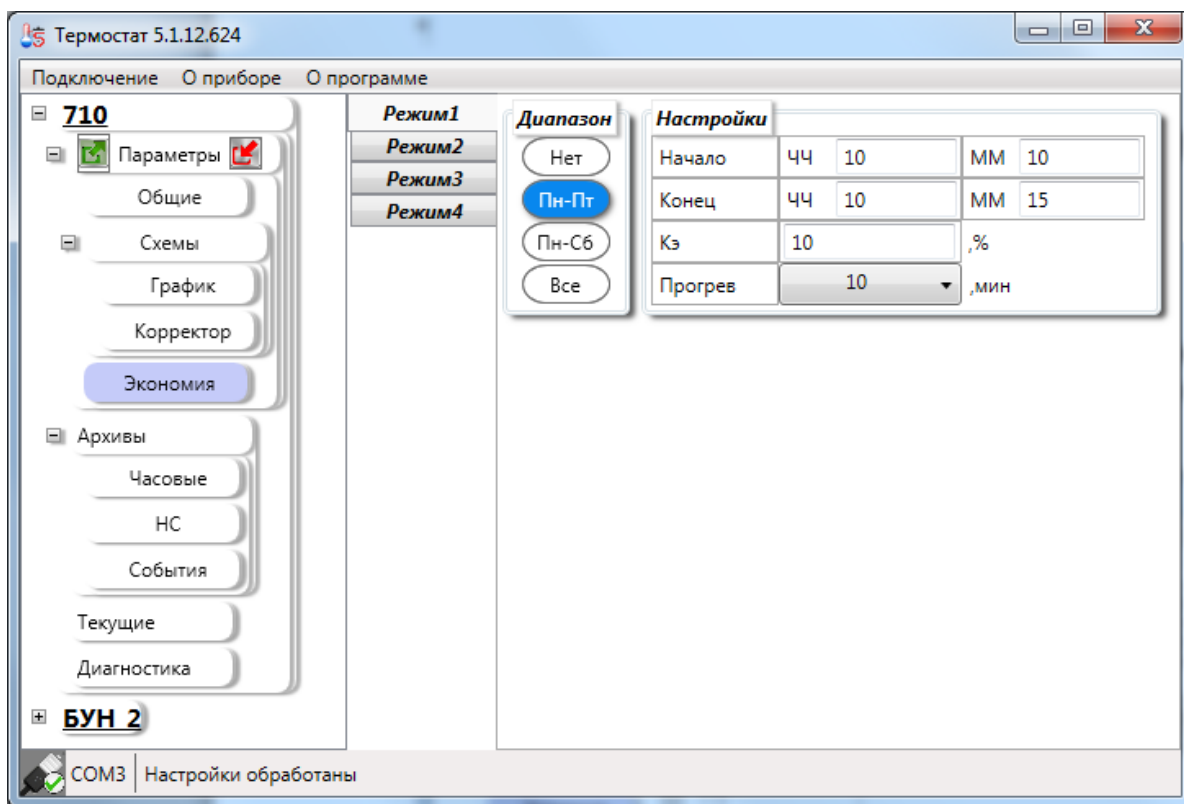 Термостат 5.1.12.624
Подключение О приборе О программе
710
Параметры
Общие
Схемы
График
Корректор
Экономия
Архивы
Часовые
НС
События
Текущие
Диагностика
БУН_2
Режим1
Режим2
Режим3
Режим4
Диапазон
Нет
Пн-Пт
Пн-Сб
Все
Настройки
Начало ЧЧ 10 ММ 10
Конец ЧЧ 10 ММ 15
Кэ 10 ,%
Прогрев 10 ,мин
COM3 Настройки обработаны